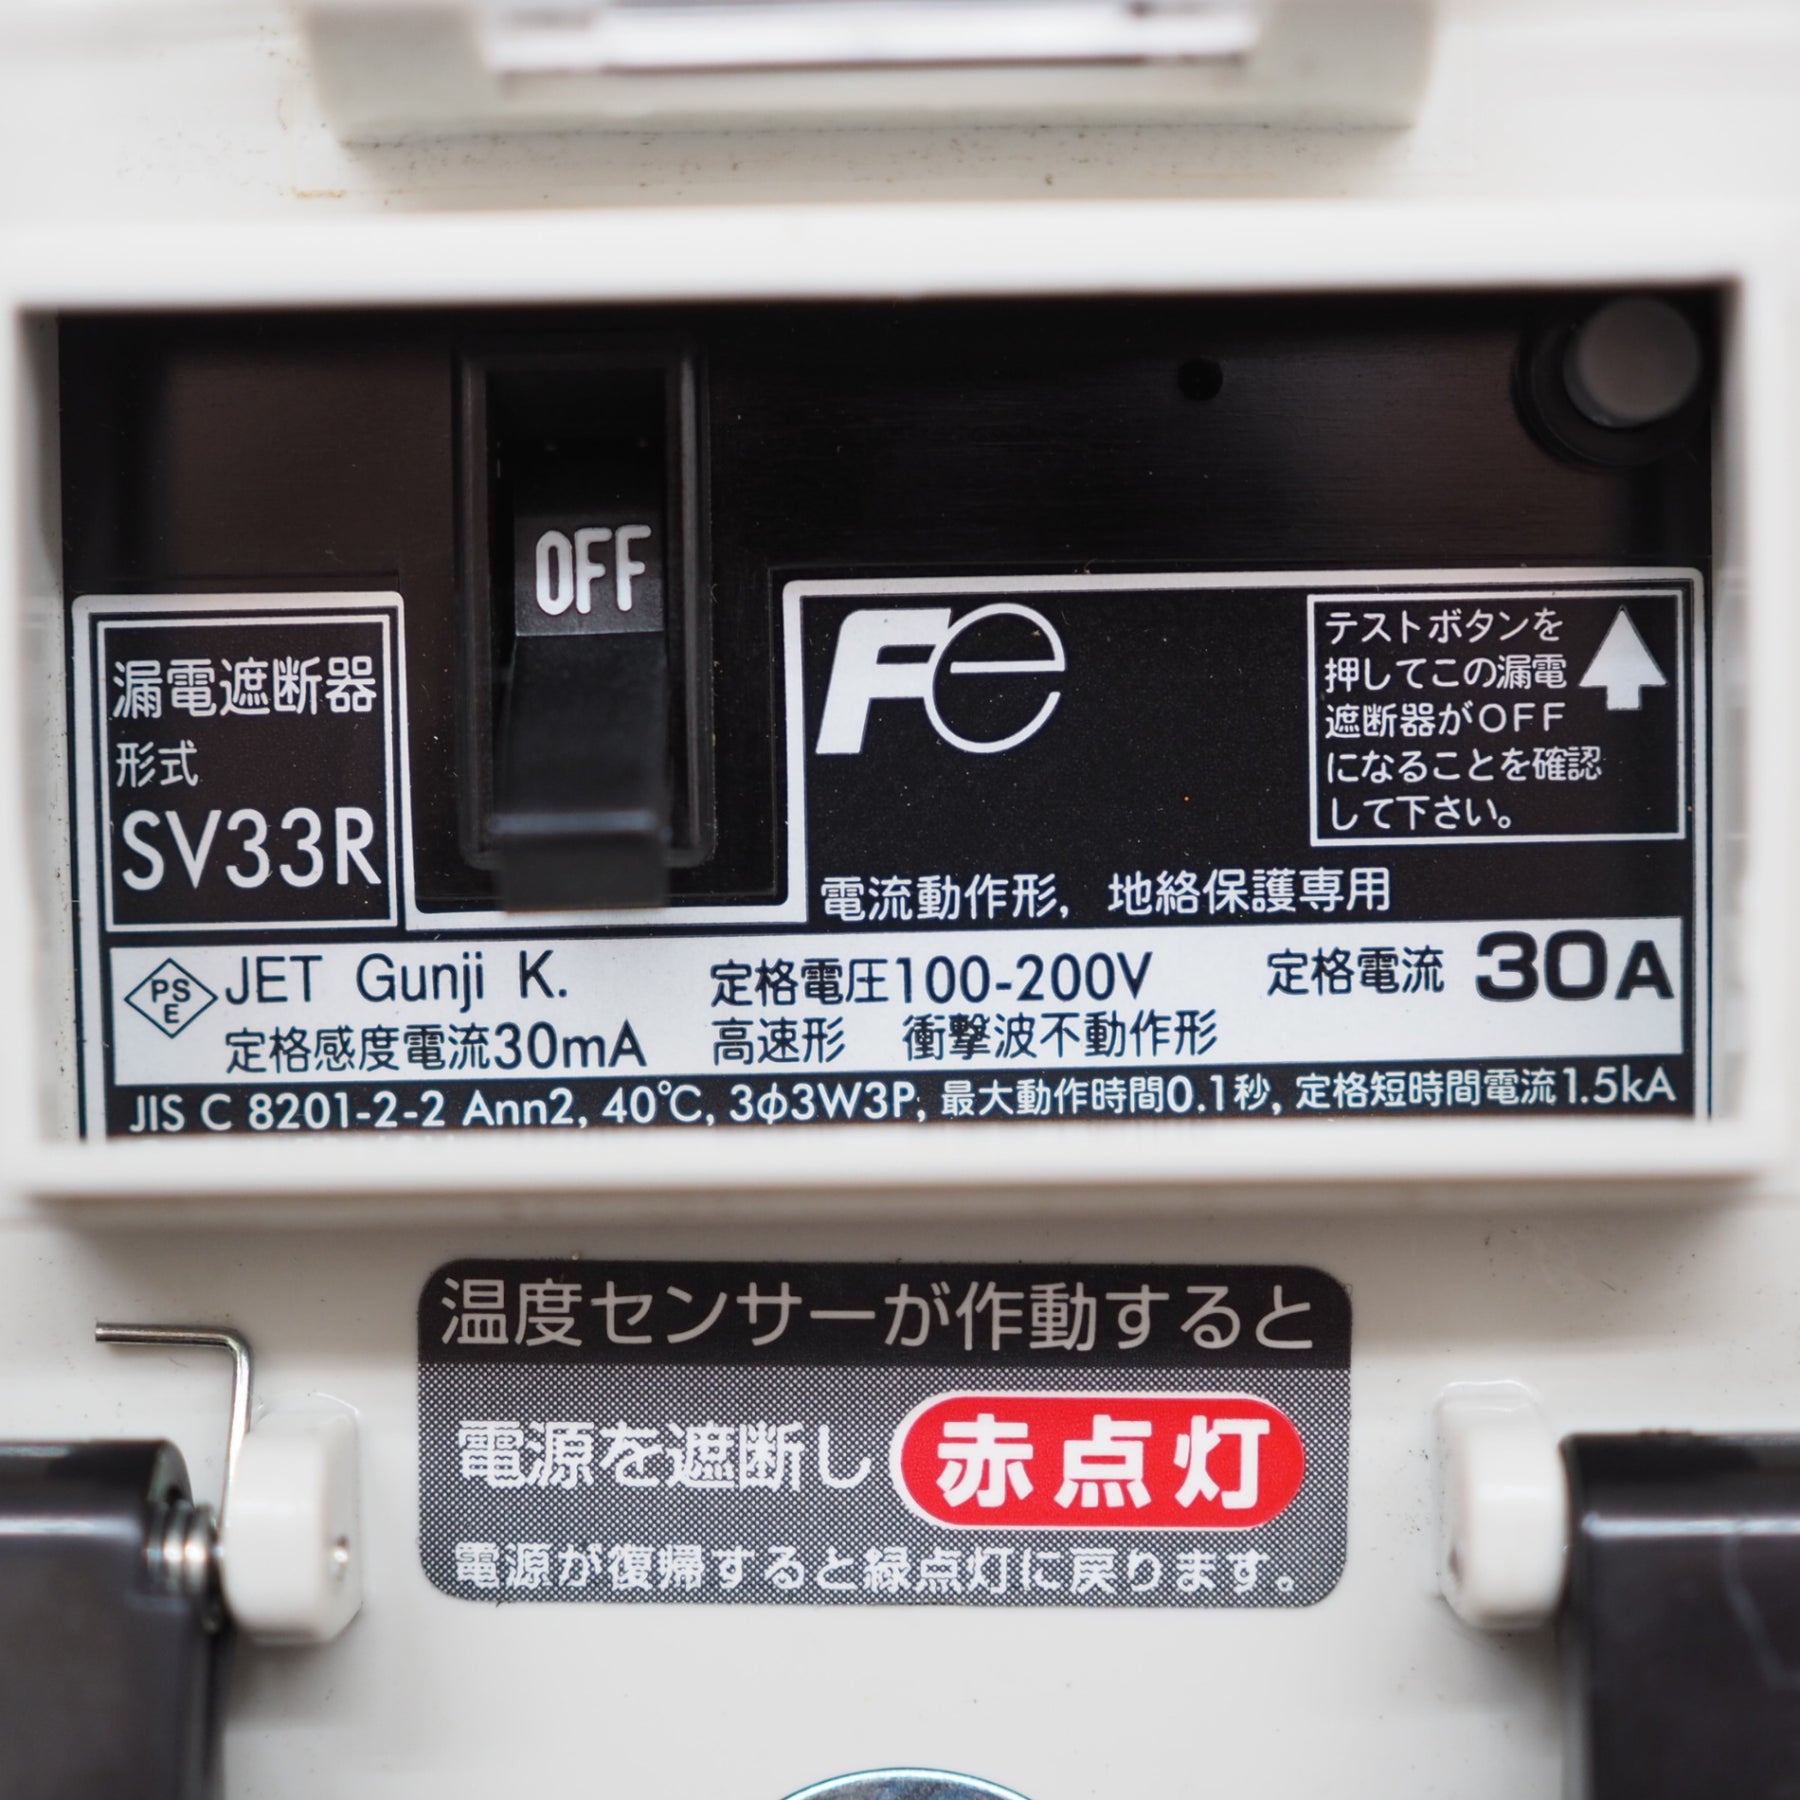 OFF
漏電遮断器
形式
SV33R
Fe
テストボタンを
押してこの漏電
遮断器がOFF
になることを確認
して下さい。
電流動作形, 地絡保護専用
PSE JET Gunji K. 定格電圧100-200V 定格電流 30A
定格感度電流30mA 高速形 衝撃波不動作形
JIS C 8201-2-2 Ann2, 40℃, 3φ3W3P, 最大動作時間0.1秒, 定格短時間電流1.5kA
温度センサーが作動すると
電源を遮断し 赤点灯
電源が復帰すると緑点灯に戻ります。